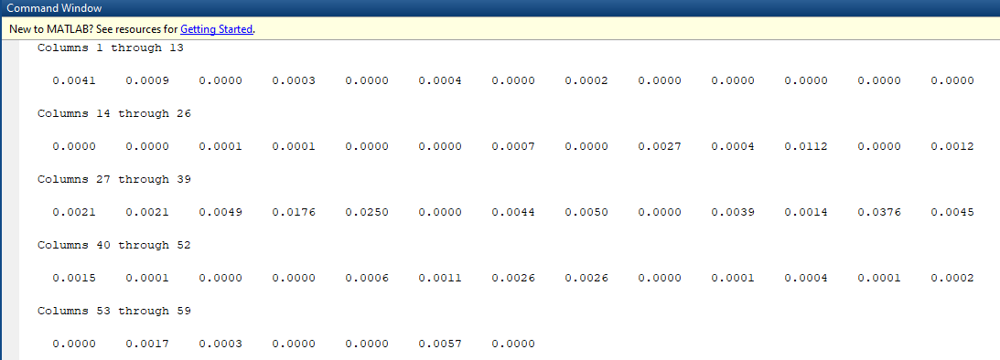 Command Window
New to MATLAB? See resources for Getting Started.
Columns 1 through 13
0.0041 0.0009 0.0000 0.0003 0.0000 0.0004 0.0000 0.0002 0.0000 0.0000 0.0000 0.0000 0.0000
Columns 14 through 26
0.0000 0.0000 0.0001 0.0001 0.0000 0.0000 0.0007 0.0000 0.0027 0.0004 0.0112 0.0000 0.0012
Columns 27 through 39
0.0021 0.0021 0.0049 0.0176 0.0250 0.0000 0.0044 0.0050 0.0000 0.0039 0.0014 0.0376 0.0045
Columns 40 through 52
0.0015 0.0001 0.0000 0.0000 0.0006 0.0011 0.0026 0.0026 0.0000 0.0001 0.0004 0.0001 0.0002
Columns 53 through 59
0.0000 0.0017 0.0003 0.0000 0.0000 0.0057 0.0000